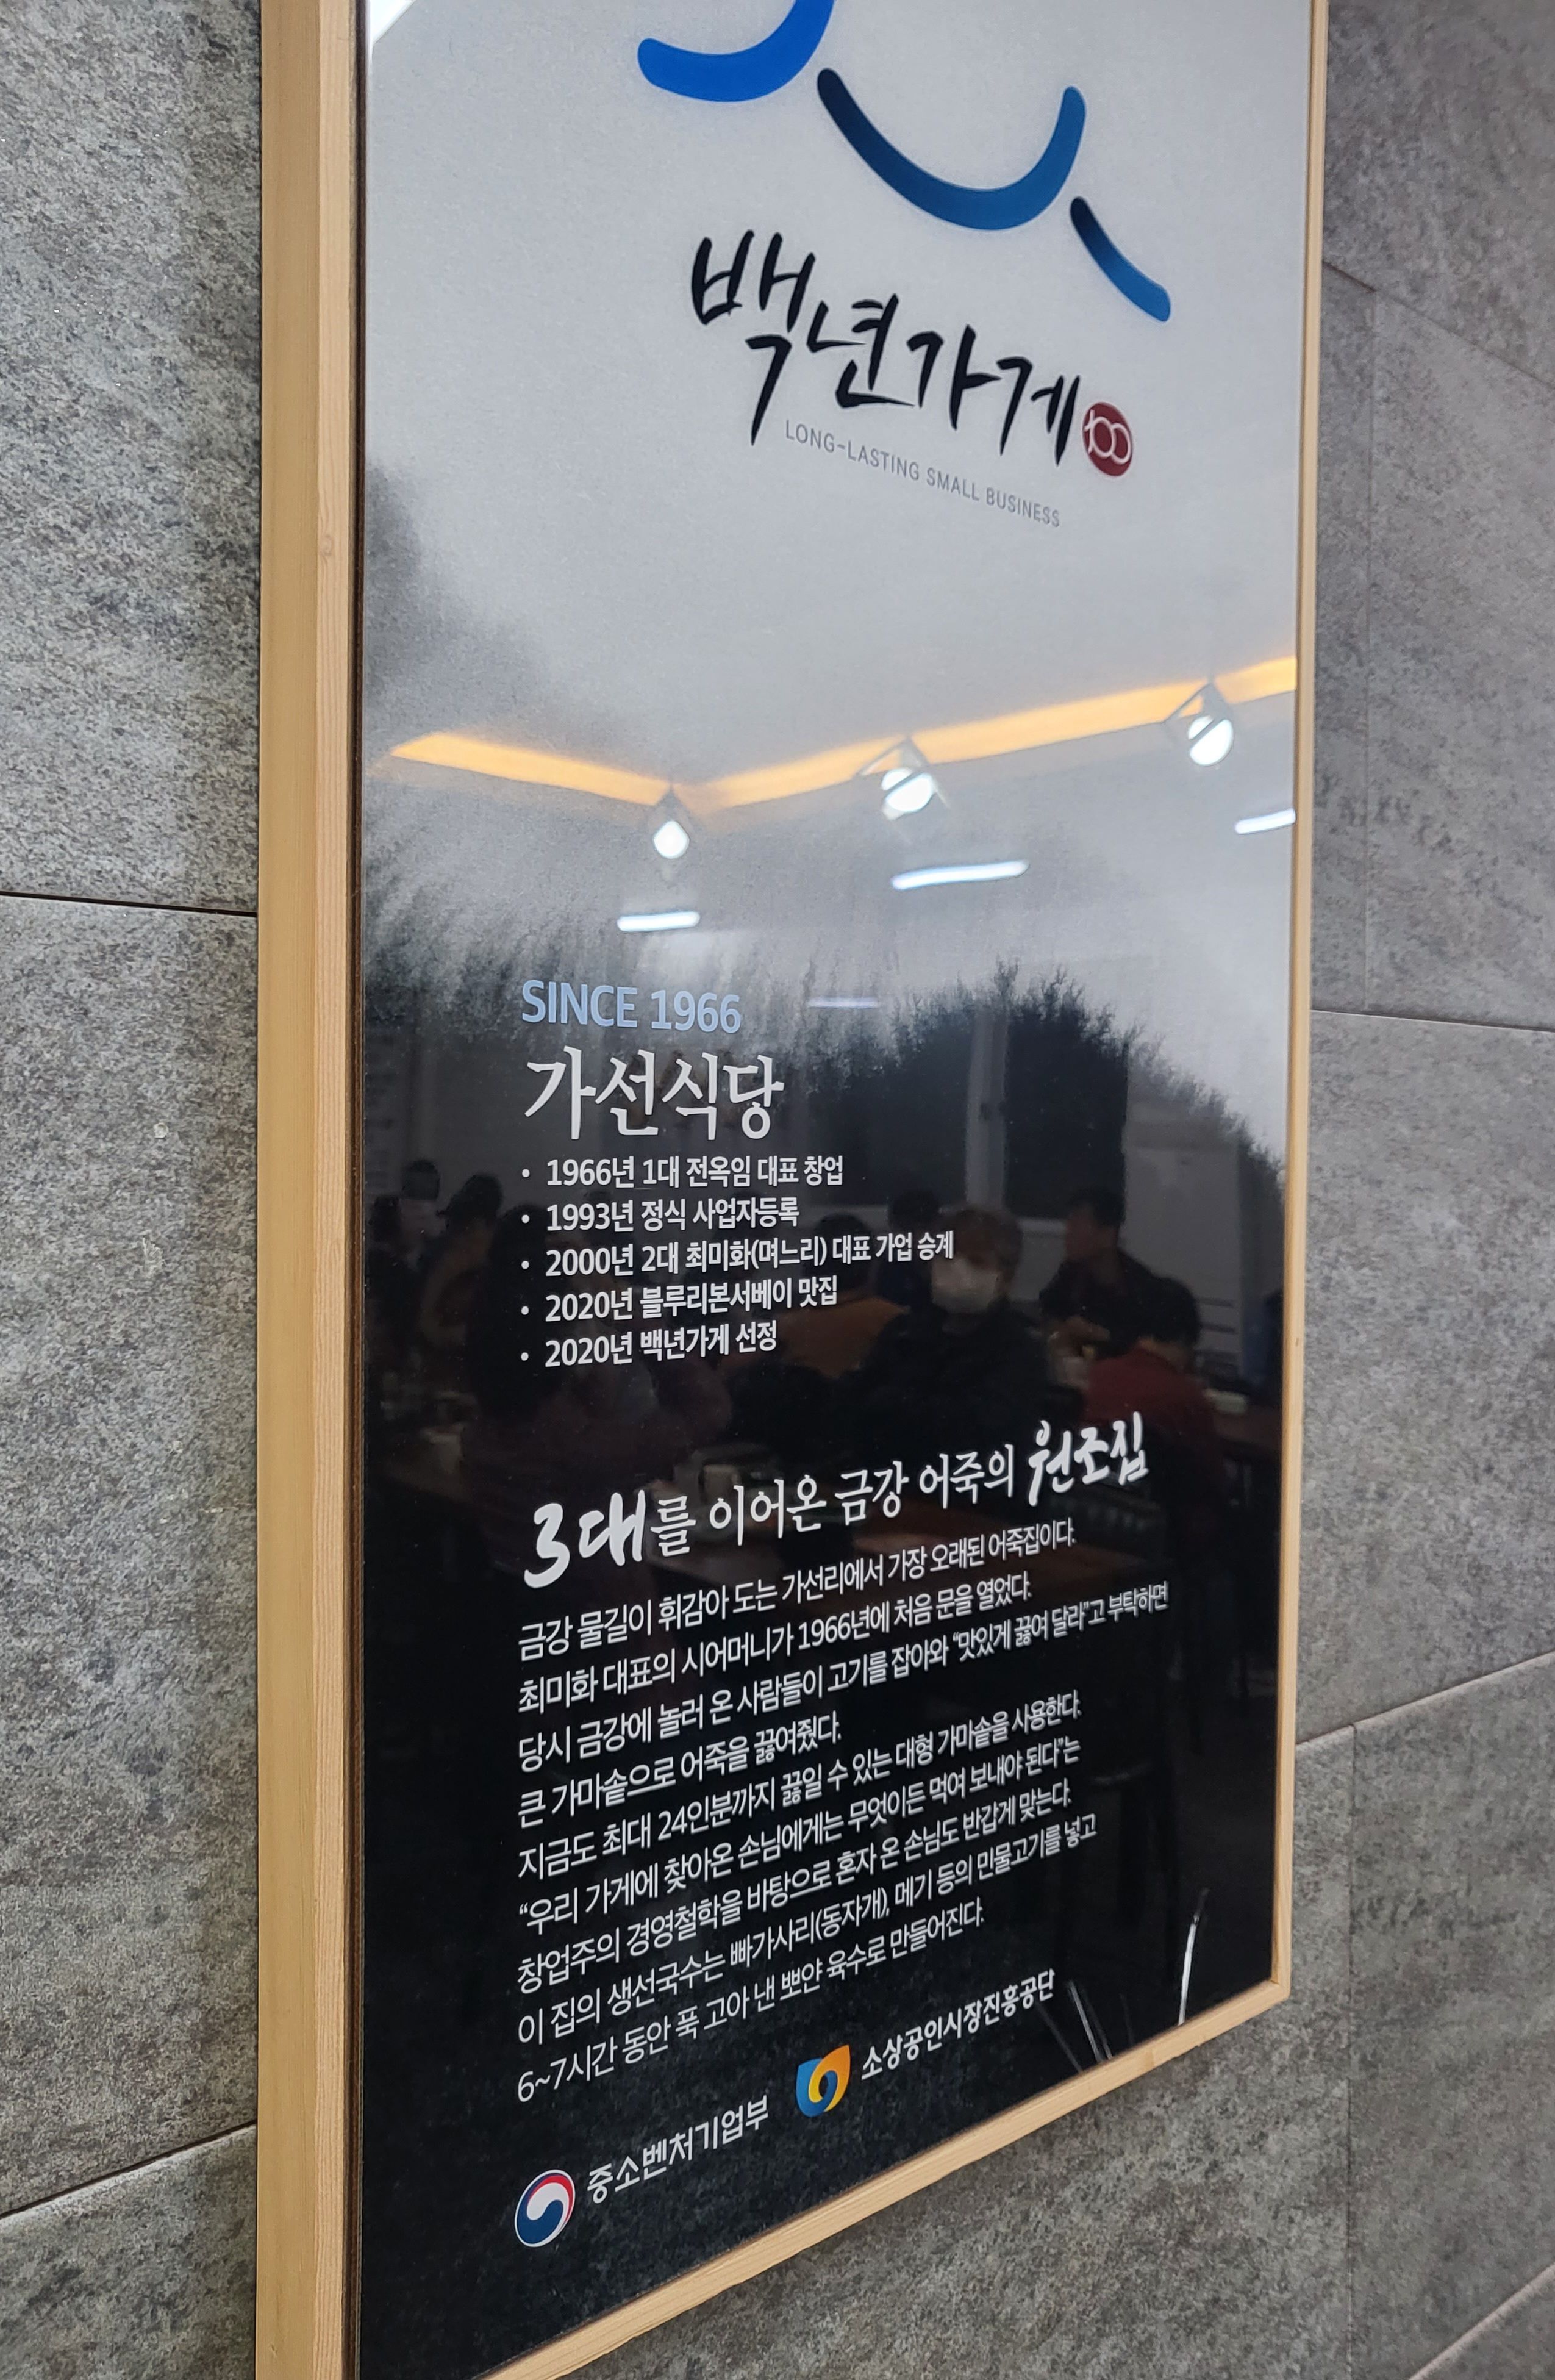 백년가게
100
LONG-LASTING SMALL BUSINESS
SINCE 1966
가선식당
• 1966년 1대 전옥임 대표 창업
• 1993년 정식 사업자등록
• 2000년 2대 최미화(며느리) 대표 가업 승계
• 2020년 블루리본서베이 맛집
• 2020년 백년가게 선정
3대를 이어온 금강 어죽의 원조집
금강 물길이 휘감아 도는 가선리에서 가장 오래된 어죽집이다.
최미화 대표의 시어머니가 1966년에 처음 문을 열었다.
당시 금강에 놀러 온 사람들이 고기를 잡아와 “맛있게 끓여 달라”고 부탁하면
큰 가마솥으로 어죽을 끓여줬다.
지금도 최대 24인분까지 끓일 수 있는 대형 가마솥을 사용한다.
“우리 가게에 찾아온 손님에게는 무엇이든 먹여 보내야 된다”는
창업주의 경영철학을 바탕으로 혼자 온 손님도 반갑게 맞는다.
이 집의 생선국수는 빠가사리(동자개), 메기 등의 민물고기를 넣고
6~7시간 동안 푹 고아 낸 뽀얀 육수로 만들어진다.
중소벤처기업부 소상공인시장진흥공단